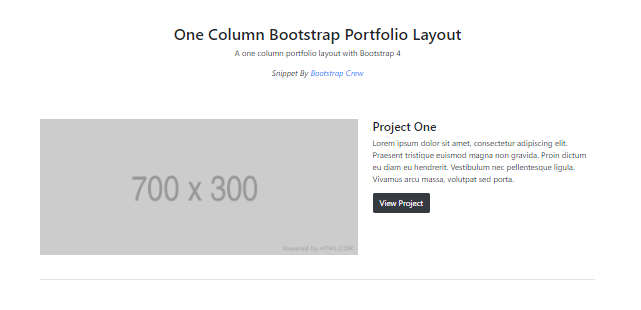 One Column Bootstrap Portfolio Layout
A one column portfolio layout with Bootstrap 4
Snippet By Bootstrap Crew
700 x 300
Powered by HTML.COM
Project One
Lorem ipsum dolor sit amet, consectetur adipiscing elit.
Praesent tristique euismod magna non gravida. Proin dictum
eu diam eu hendrerit. Vestibulum nec pellentesque ligula.
Vivamus arcu massa, volutpat sed porta.
View Project